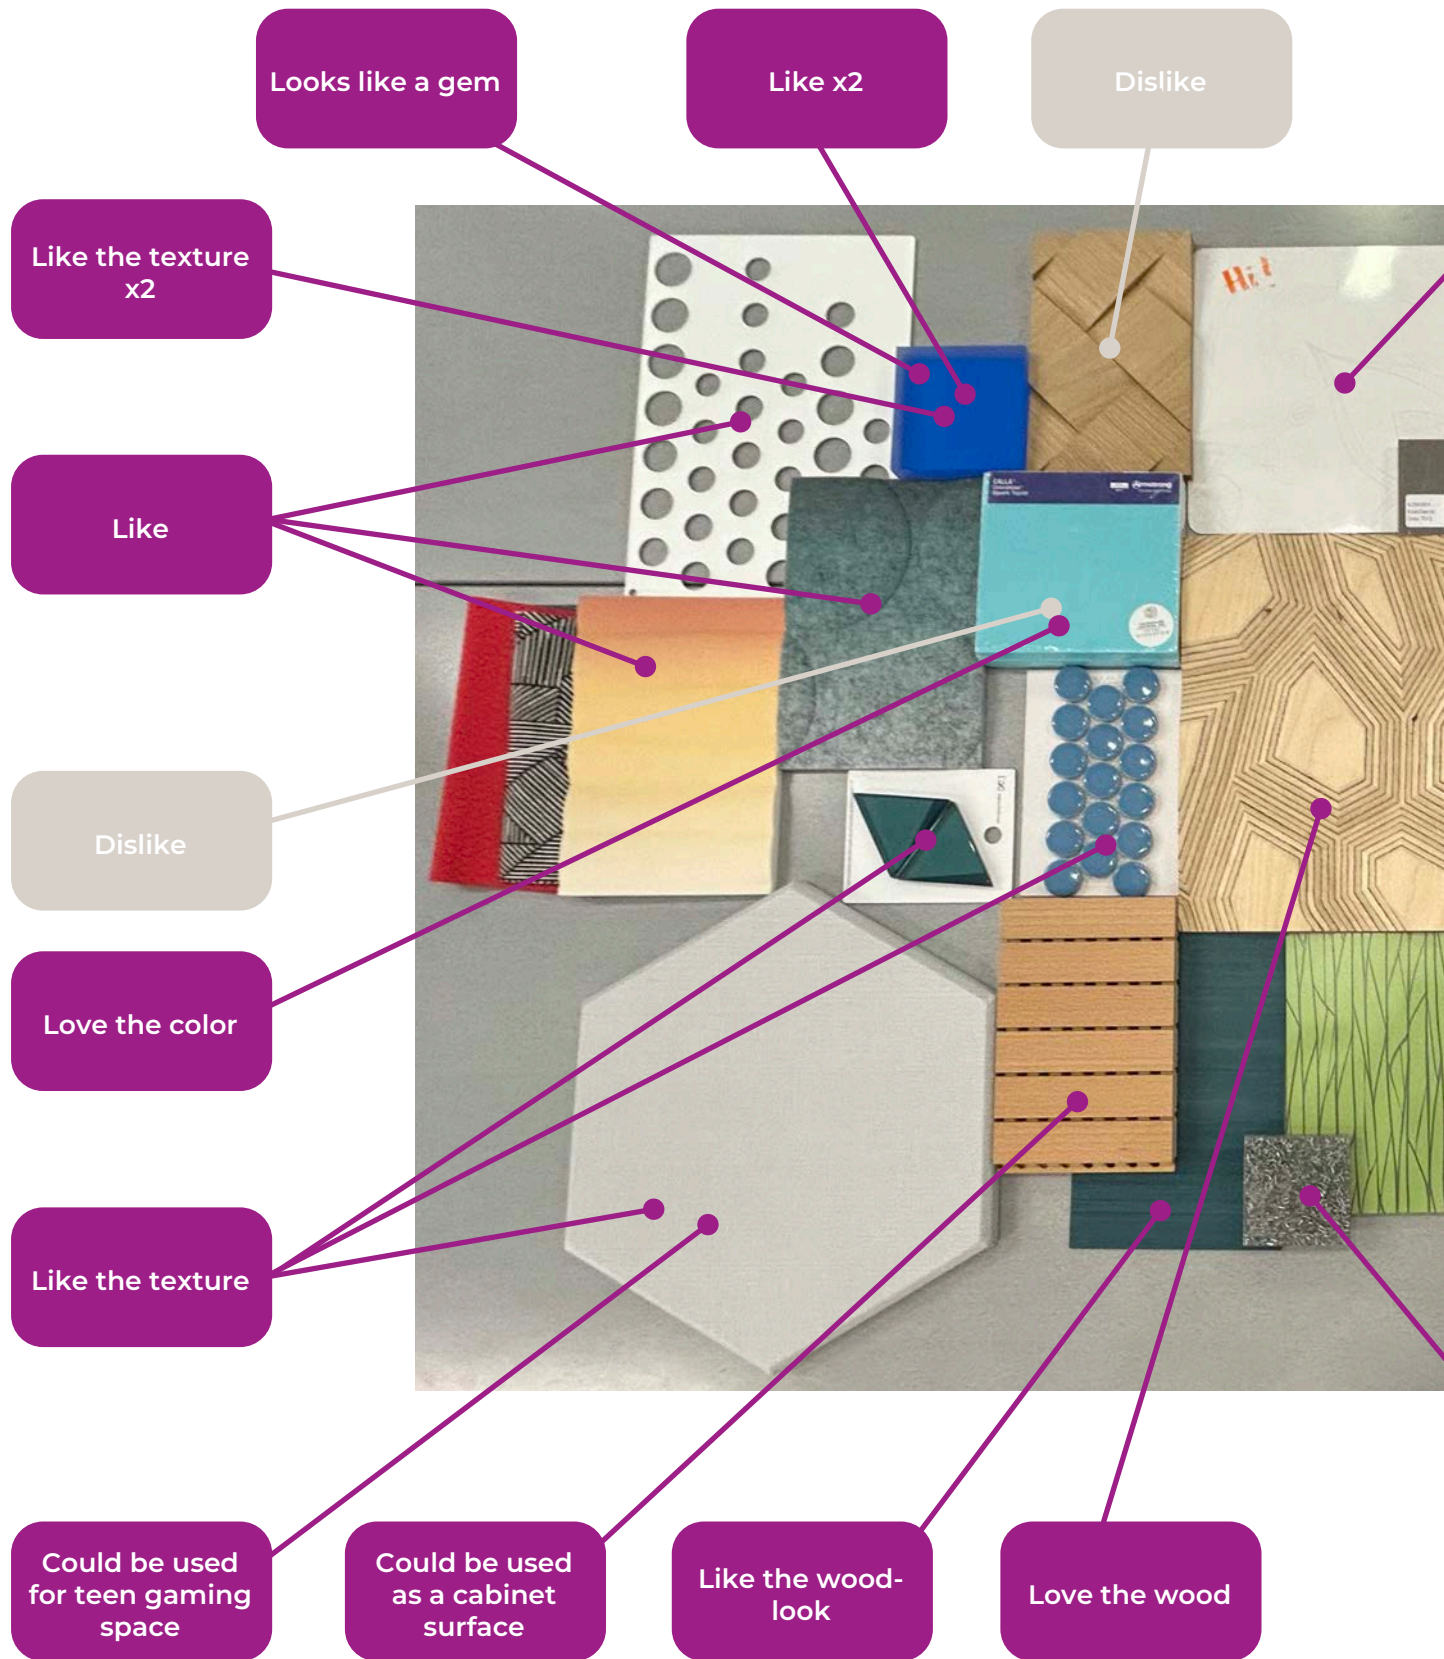 Looks like a gem
Like x2
Dislike
Like the texture
x2
Hi!
Like
CALLA™
Armstrong
Dislike
Love the color
Like the texture
Could be used
for teen gaming
space
Could be used
as a cabinet
surface
Like the wood-
look
Love the wood